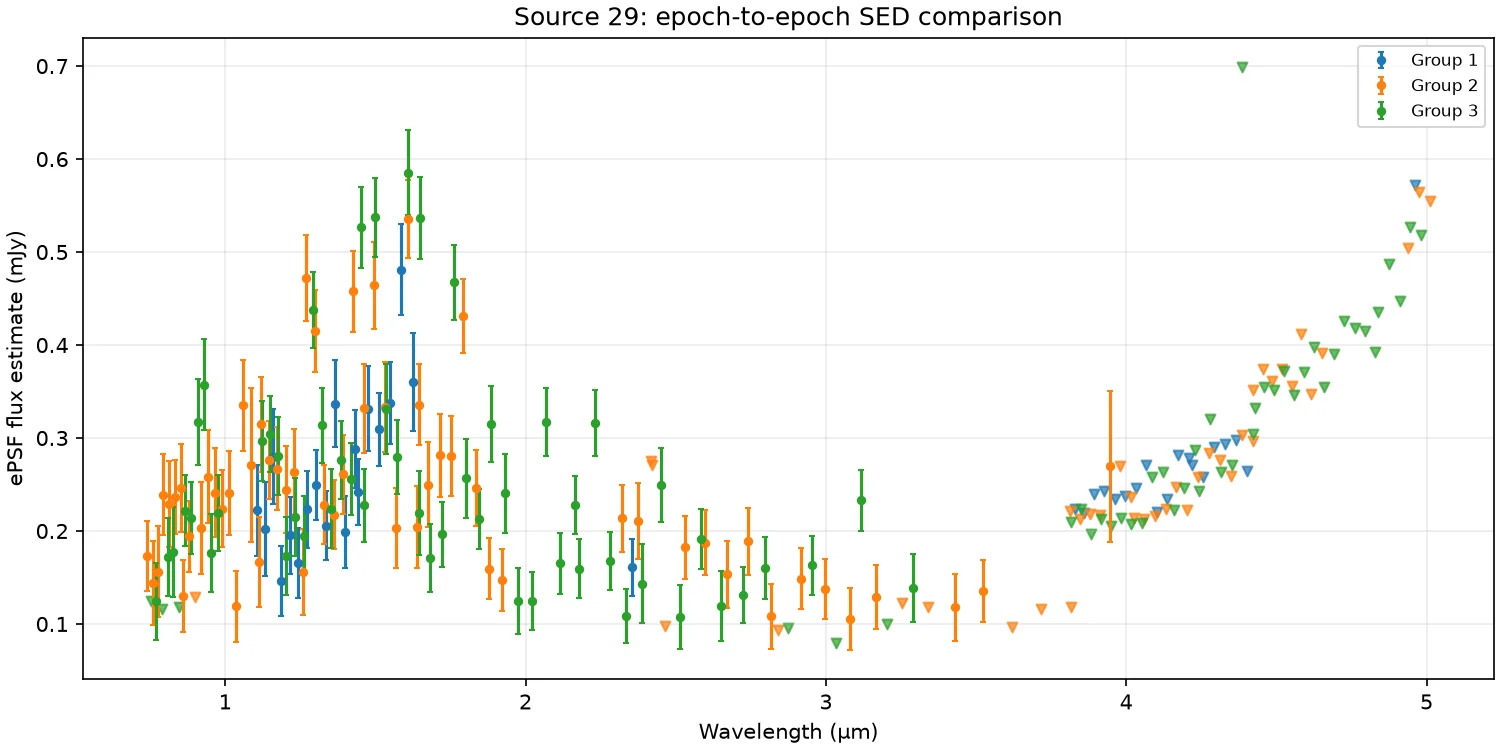 Source 29: epoch-to-epoch SED comparison
ePSF flux estimate (mJy)
0.7
0.6
0.5
0.4
0.3
0.2
0.1
Group 1
Group 2
Group 3
1
2
3
4
5
Wavelength (μm)